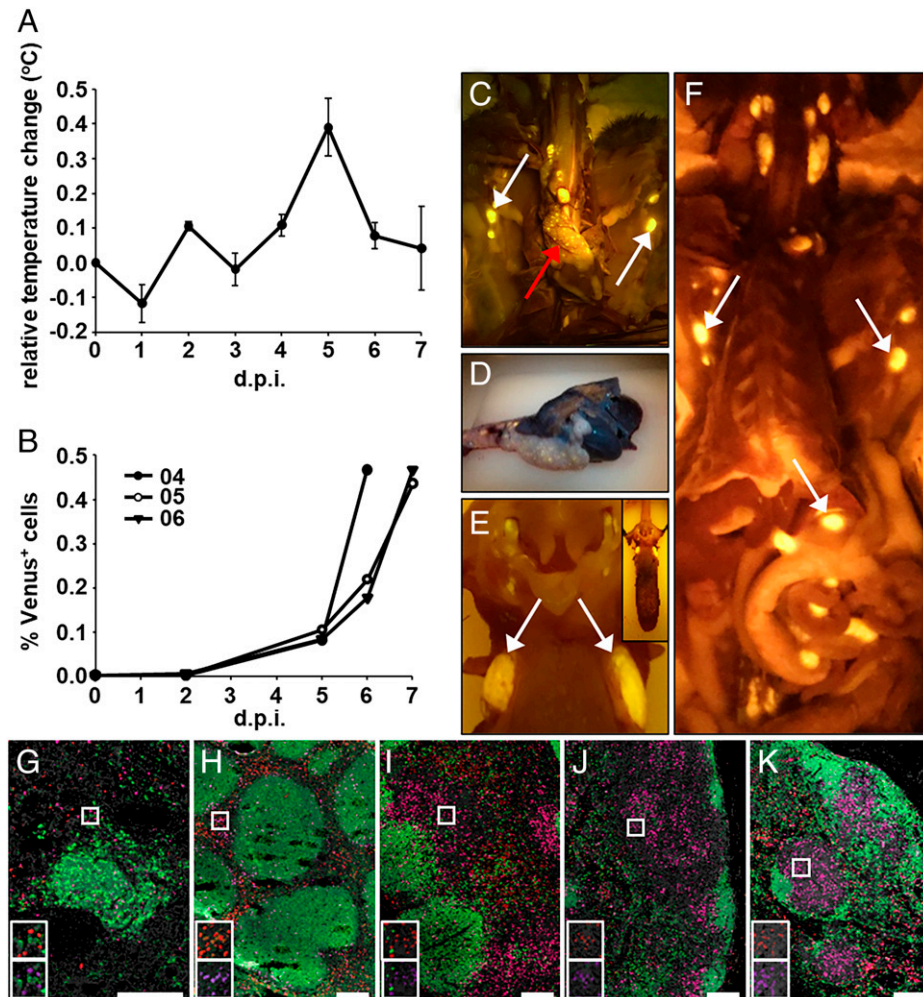 A
relative temperature change (°C)
0.5
0.4
0.3
0.2
0.1
0.0
-0.1
-0.2
0 1 2 3 4 5 6 7
d.p.i.
B
% Venus⁺ cells
0.5
0.4
0.3
0.2
0.1
0.0
04
05
06
0 1 2 3 4 5 6 7
d.p.i.
C
D
E
F
G
H
I
J
K